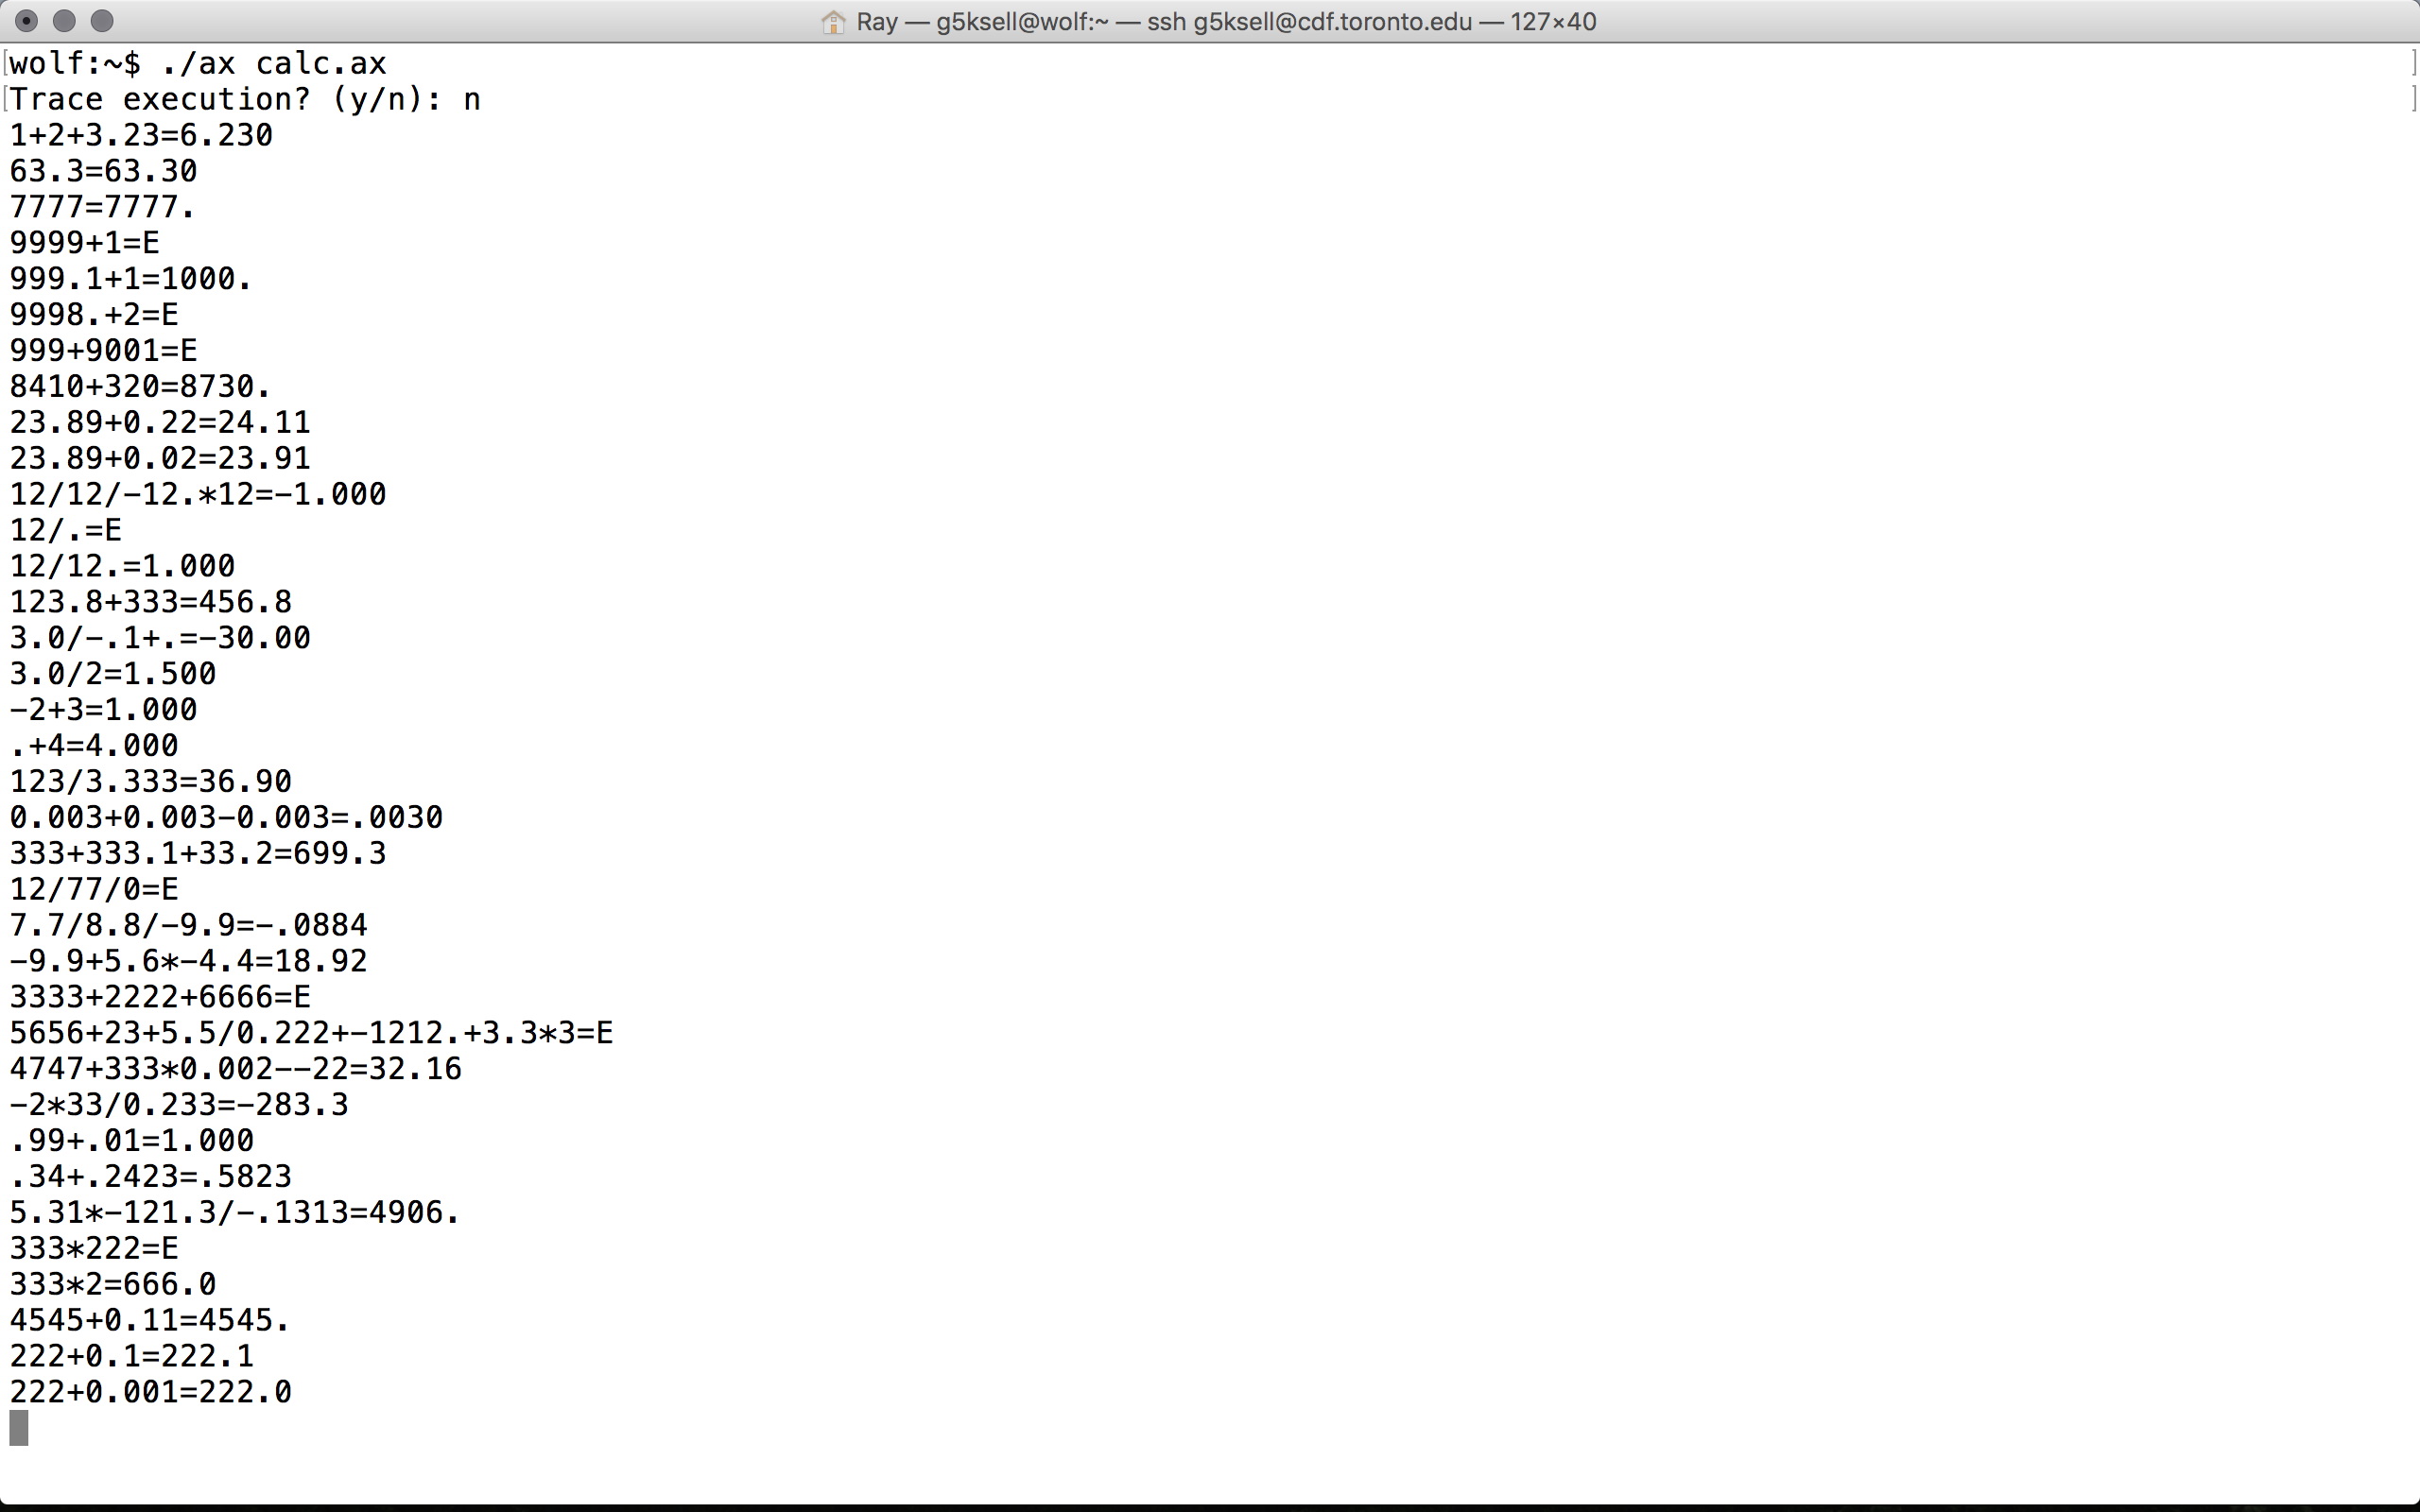 Ray — g5ksell@wolf:~ — ssh g5ksell@cdf.toronto.edu — 127×40
wolf:~$ ./ax calc.ax
Trace execution? (y/n): n
1+2+3.23=6.230
63.3=63.30
7777=7777.
9999+1=E
999.1+1=1000.
9998.+2=E
999+9001=E
8410+320=8730.
23.89+0.22=24.11
23.89+0.02=23.91
12/12/-12.*12=-1.000
12/.=E
12/12.=1.000
123.8+333=456.8
3.0/-.1+.=-30.00
3.0/2=1.500
-2+3=1.000
.+4=4.000
123/3.333=36.90
0.003+0.003-0.003=.0030
333+333.1+33.2=699.3
12/77/0=E
7.7/8.8/-9.9=-.0884
-9.9+5.6*-4.4=18.92
3333+2222+6666=E
5656+23+5.5/0.222+-1212.+3.3*3=E
4747+333*0.002--22=32.16
-2*33/0.233=-283.3
.99+.01=1.000
.34+.2423=.5823
5.31*-121.3/-.1313=4906.
333*222=E
333*2=666.0
4545+0.11=4545.
222+0.1=222.1
222+0.001=222.0